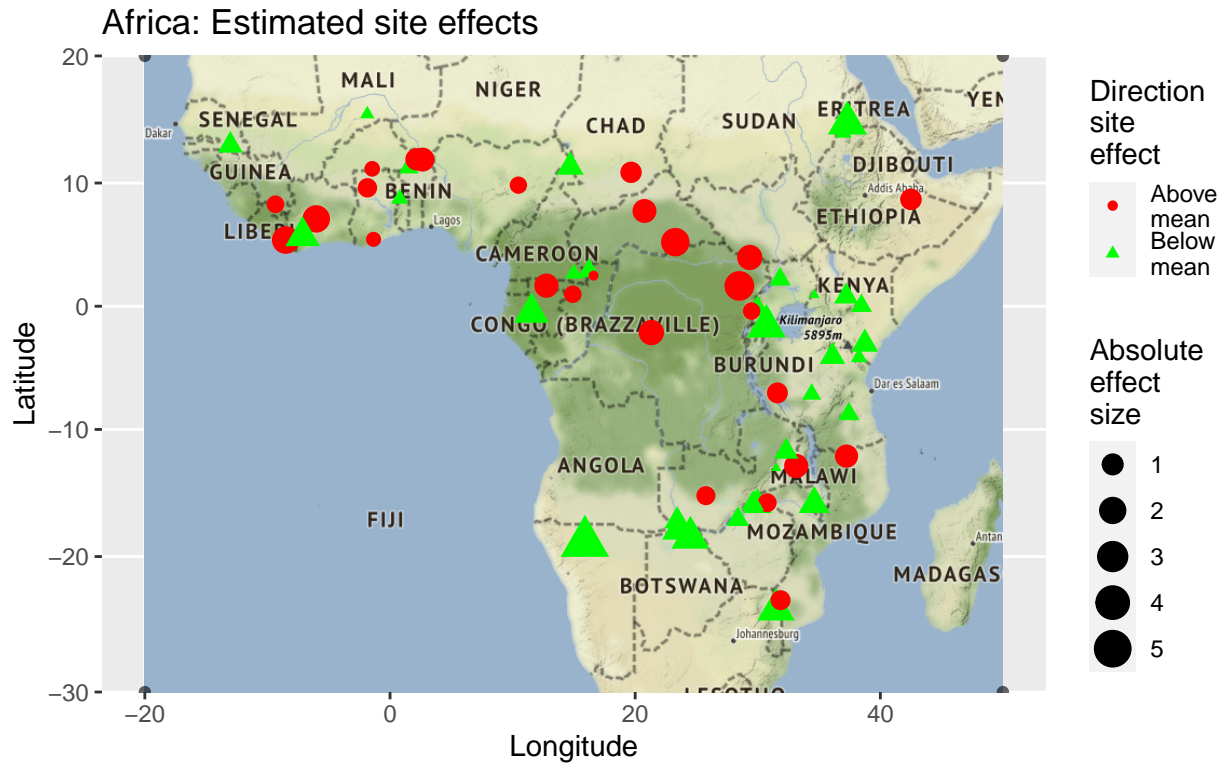 Africa: Estimated site effects
20
10
0
−10
−20
−30
Latitude
−20
0
20
40
Longitude
MALI
NIGER
ERITREA
YEN
SENEGAL
CHAD
SUDAN
Dakar
GUINEA
DJIBOUTI
BENIN
Addis Ababa
Lagos
ETHIOPIA
LIBERI
CAMEROON
KENYA
CONGO (BRAZZAVILLE)
Kilimanjaro
5895m
BURUNDI
Dar es Salaam
ANGOLA
MALAWI
FIJI
MOZAMBIQUE
Antan
BOTSWANA
MADAGAS
Johannesburg
LESOTHO
Direction
site
effect
Above
mean
Below
mean
Absolute
effect
size
1
2
3
4
5